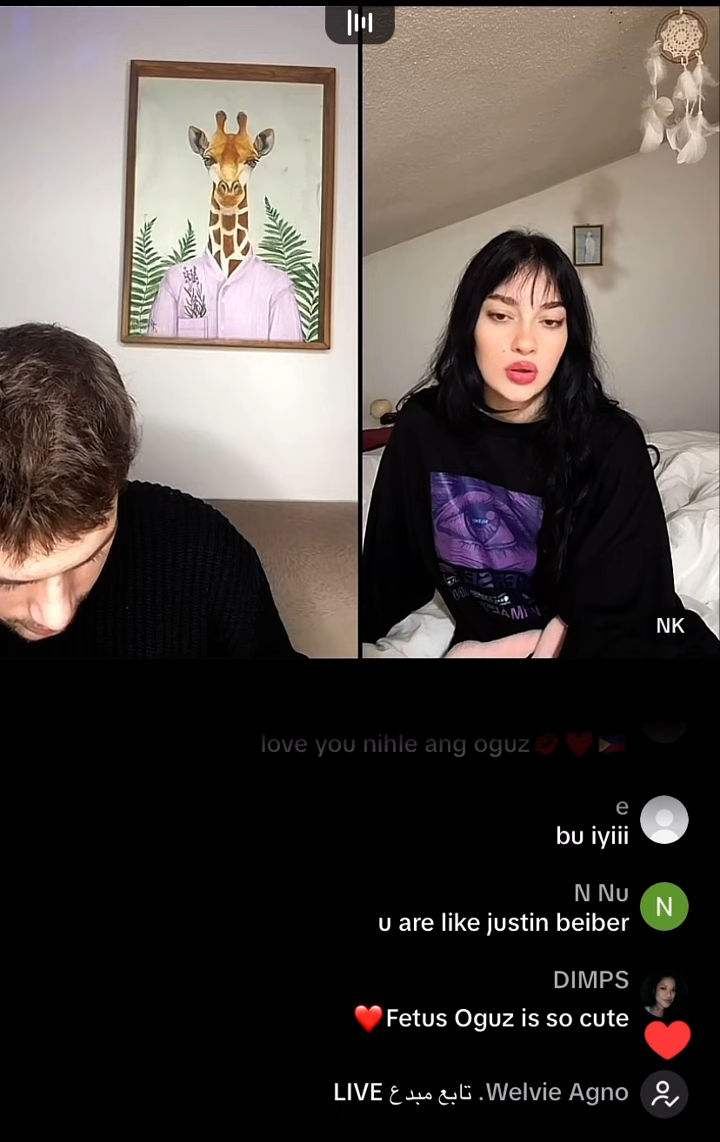 NK
love you nihle ang oguz💋❤️🇵🇭
e
bu iyiii
N Nu
N
u are like justin beiber
DIMPS
❤️Fetus Oguz is so cute
Welvie Agno. تابع مبدع LIVE